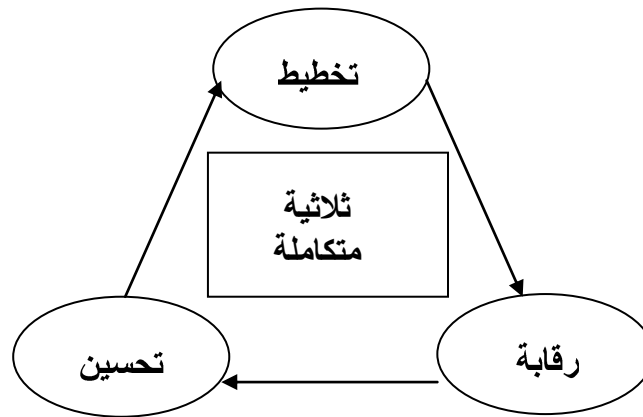 تخطيط
ثلاثية
متكاملة
رقابة
تحسين